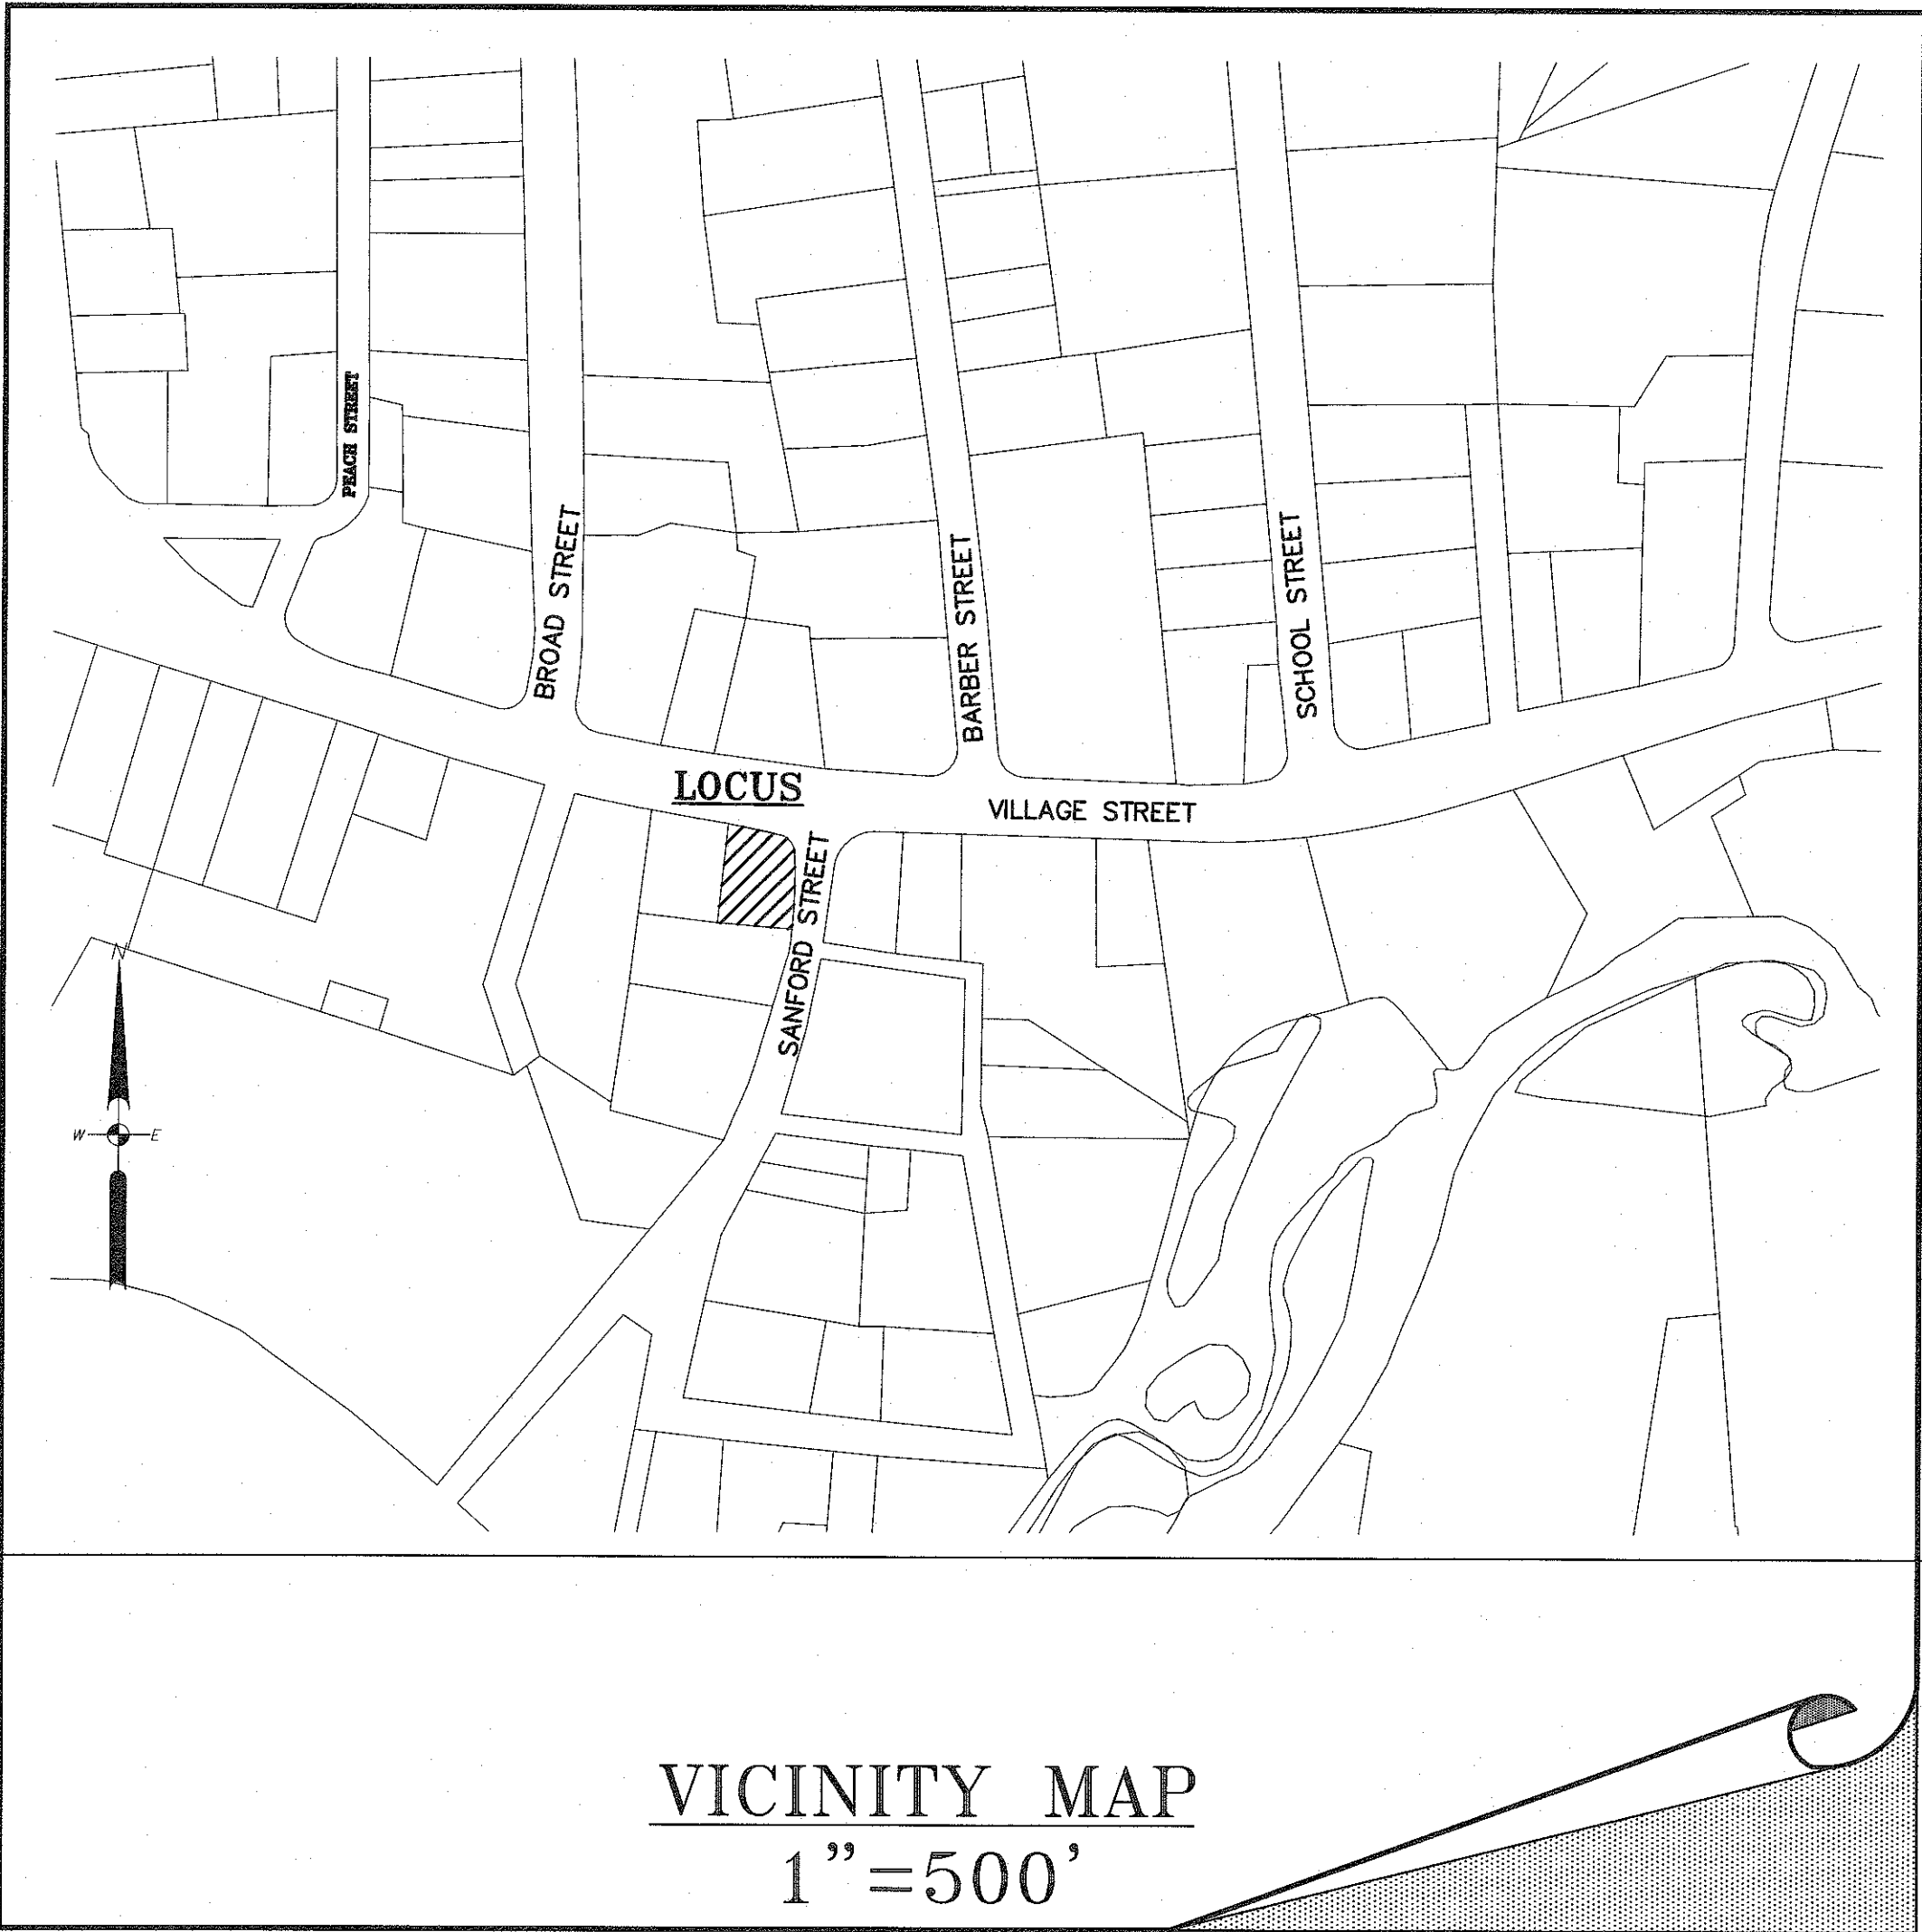 PEACH STREET
BROAD STREET
BARBER STREET
SCHOOL STREET
LOCUS
VILLAGE STREET
SANFORD STREET
N
W E
VICINITY MAP
1"=500'